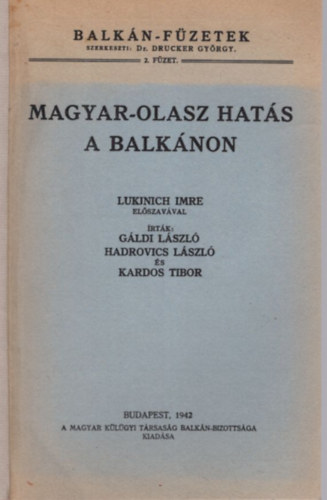 BALKÁN-FÜZETEK
SZERKESZTI: Dr. DRUCKER GYÖRGY.
2. FÜZET.
MAGYAR-OLASZ HATÁS
A BALKÁNON
LUKINICH IMRE
ELŐSZAVÁVAL
ÍRTÁK:
GÁLDI LÁSZLÓ
HADROVICS LÁSZLÓ
ÉS
KARDOS TIBOR
BUDAPEST, 1942
A MAGYAR KÜLÜGYI TÁRSASÁG BALKÁN-BIZOTTSÁGA
KIADÁSA